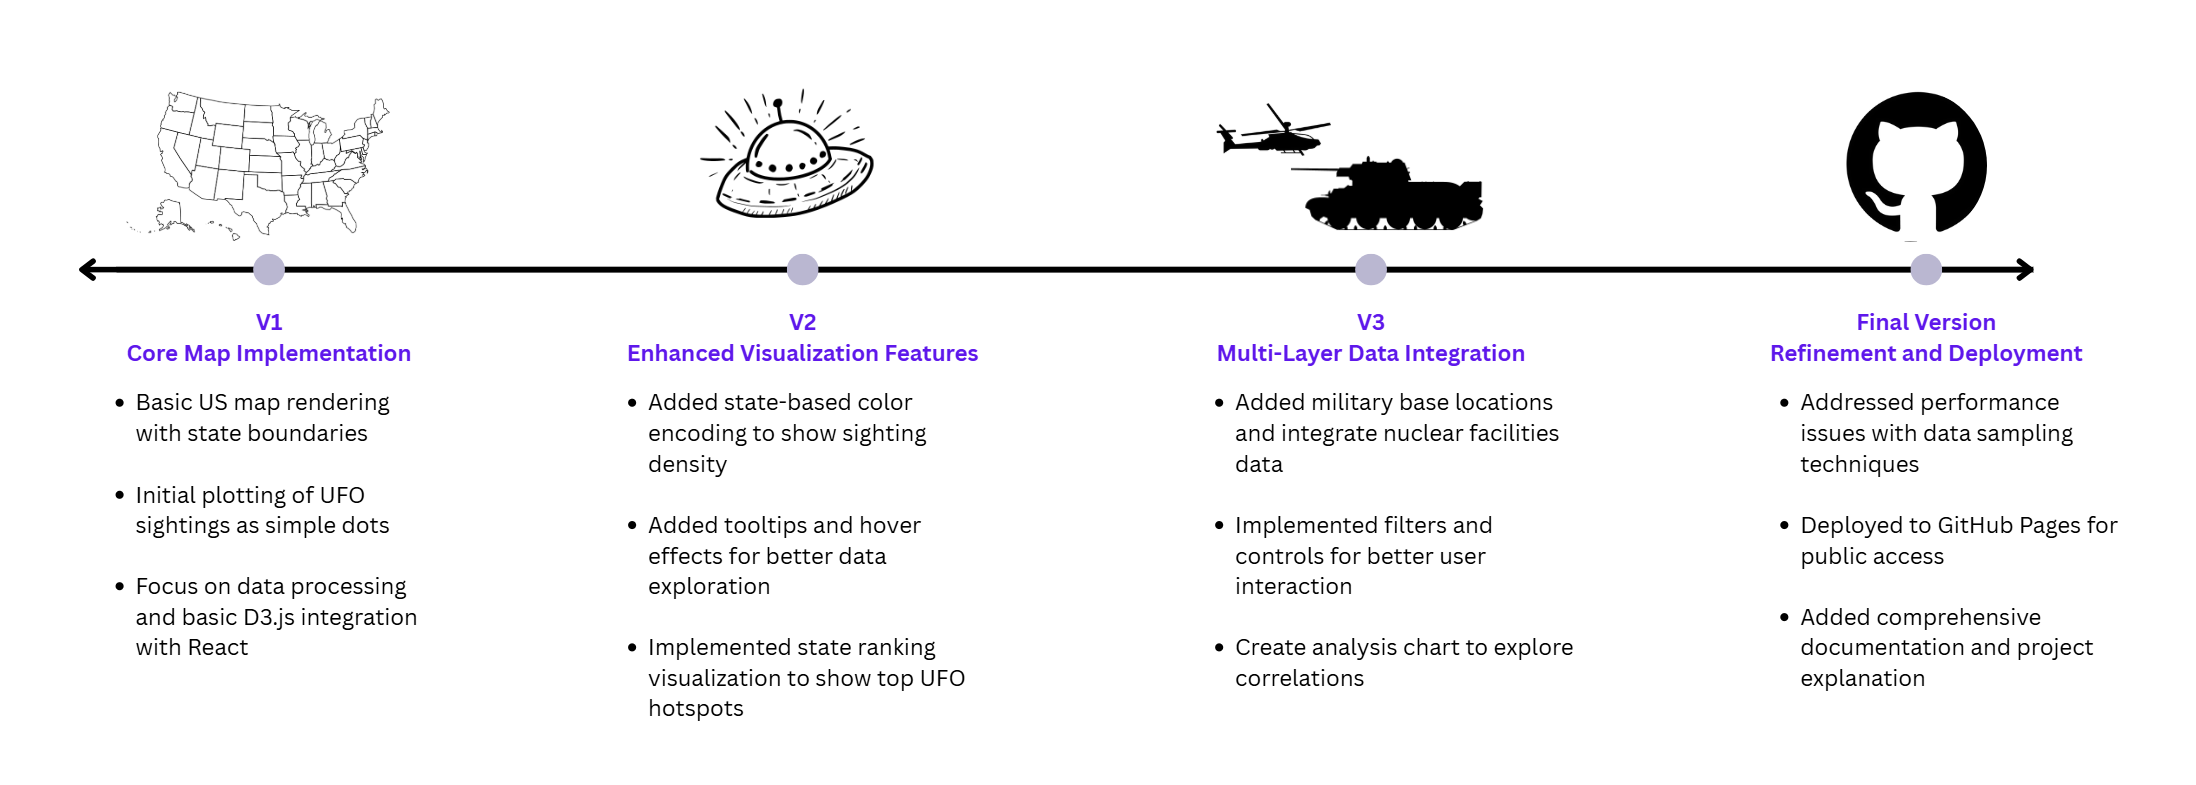 V1
Core Map Implementation
• Basic US map rendering
with state boundaries
• Initial plotting of UFO
sightings as simple dots
• Focus on data processing
and basic D3.js integration
with React
V2
Enhanced Visualization Features
• Added state-based color
encoding to show sighting
density
• Added tooltips and hover
effects for better data
exploration
• Implemented state ranking
visualization to show top UFO
hotspots
V3
Multi-Layer Data Integration
• Added military base locations
and integrate nuclear facilities
data
• Implemented filters and
controls for better user
interaction
• Create analysis chart to explore
correlations
Final Version
Refinement and Deployment
• Addressed performance
issues with data sampling
techniques
• Deployed to GitHub Pages for
public access
• Added comprehensive
documentation and project
explanation